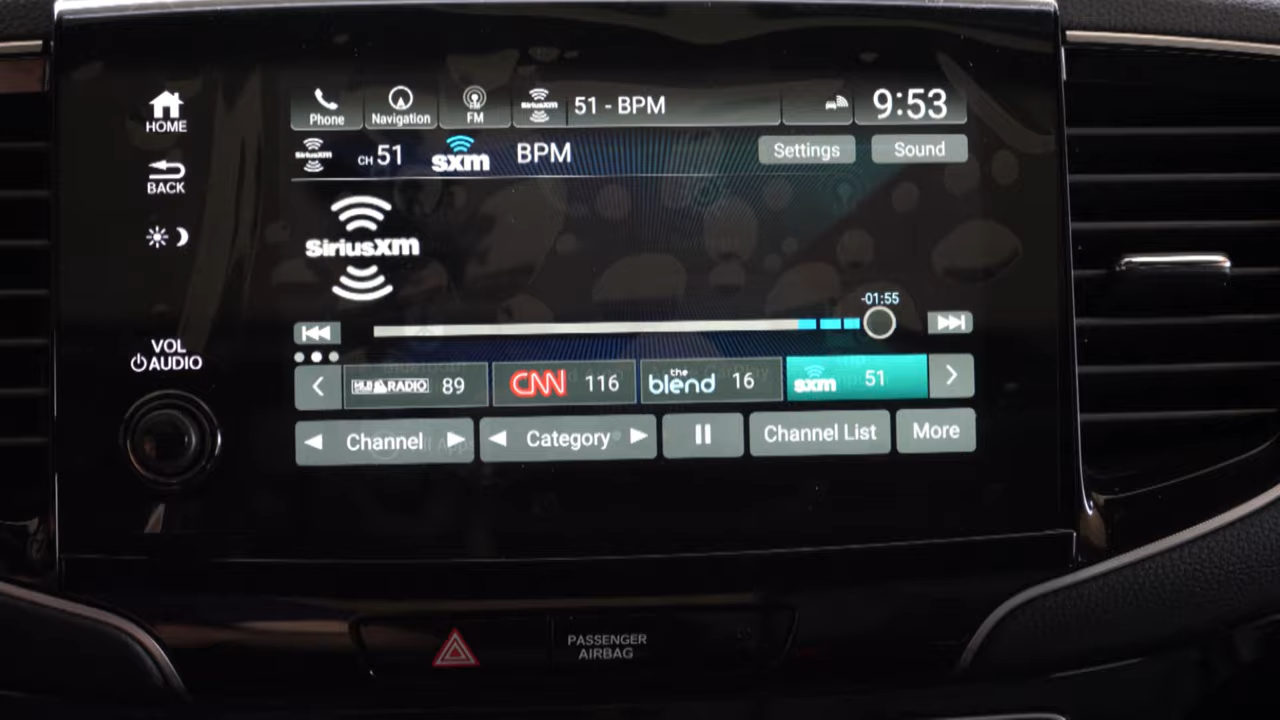 HOME
BACK
VOL
AUDIO
Phone
Navigation
FM
SiriusXM
51 - BPM
9:53
SiriusXM
CH 51
sxm
BPM
Settings
Sound
SiriusXM
-01:55
MLB RADIO 89
CNN 116
the blend 16
sxm 51
Channel
Category
Channel List
More
PASSENGER
AIRBAG